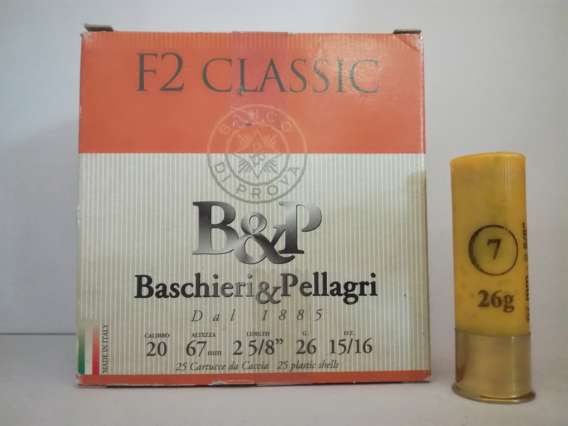 F2 CLASSIC
BANCO DI PROVA
B&P
Baschieri&Pellagri
Dal 1885
CALIBRO ALTEZZA LENGTH G. OZ.
20 67mm 2 5/8” 26 15/16
25 Cartucce da Caccia 25 plastic shells
MADE IN ITALY
7
26g